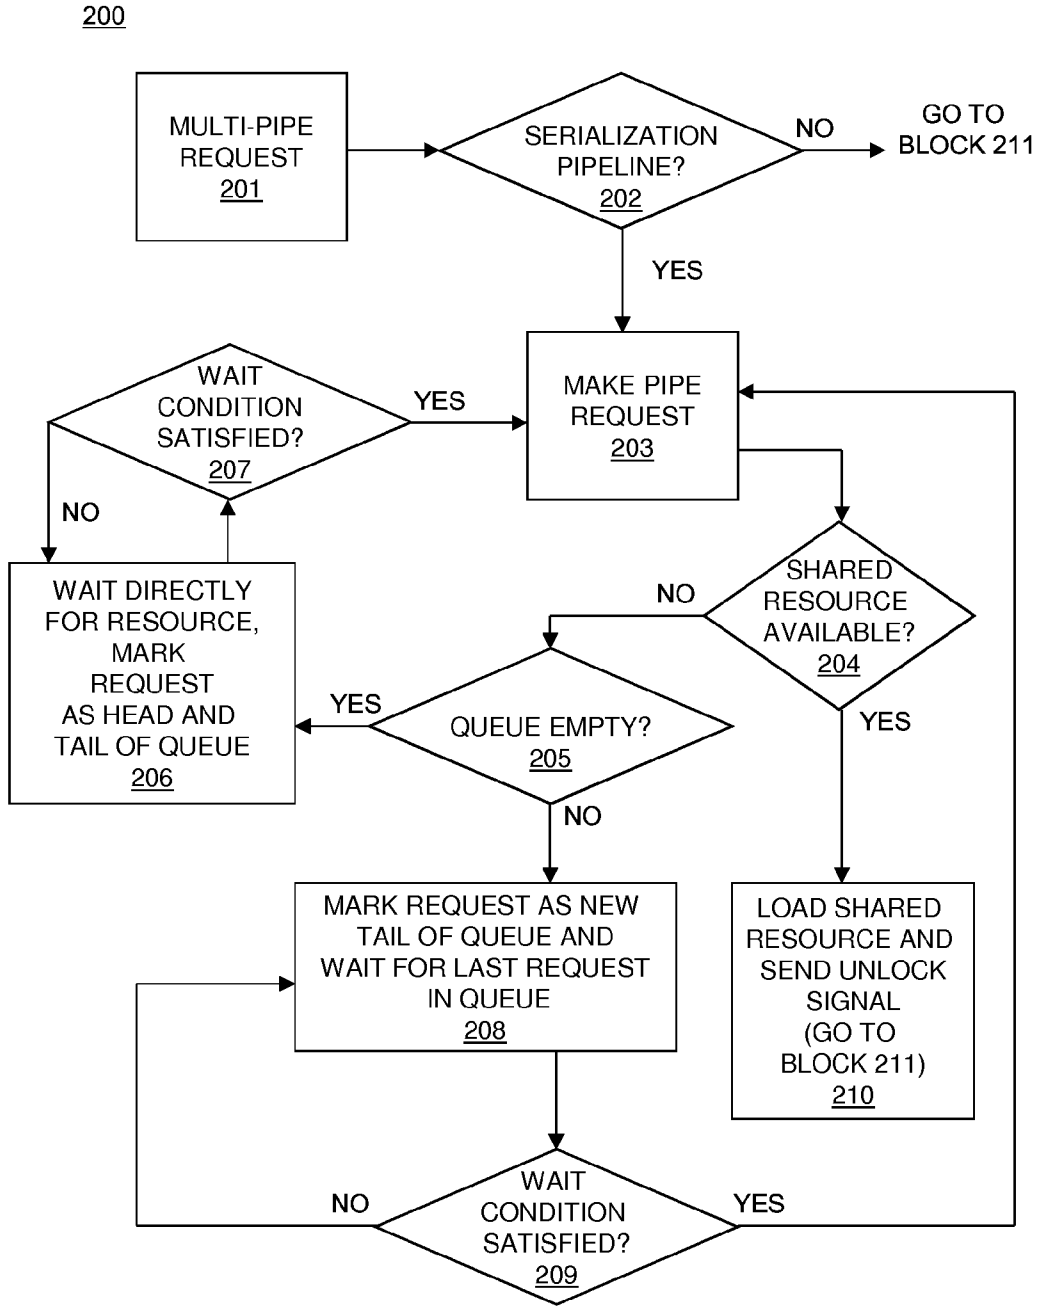 200
MULTI-PIPE
REQUEST
201
SERIALIZATION
PIPELINE?
202
NO
GO TO
BLOCK 211
YES
WAIT
CONDITION
SATISFIED?
207
YES
MAKE PIPE
REQUEST
203
NO
WAIT DIRECTLY
FOR RESOURCE,
MARK
REQUEST
AS HEAD AND
TAIL OF QUEUE
206
SHARED
RESOURCE
AVAILABLE?
204
NO
YES
QUEUE EMPTY?
205
YES
NO
MARK REQUEST AS NEW
TAIL OF QUEUE AND
WAIT FOR LAST REQUEST
IN QUEUE
208
LOAD SHARED
RESOURCE AND
SEND UNLOCK
SIGNAL
(GO TO
BLOCK 211)
210
WAIT
CONDITION
SATISFIED?
209
NO
YES